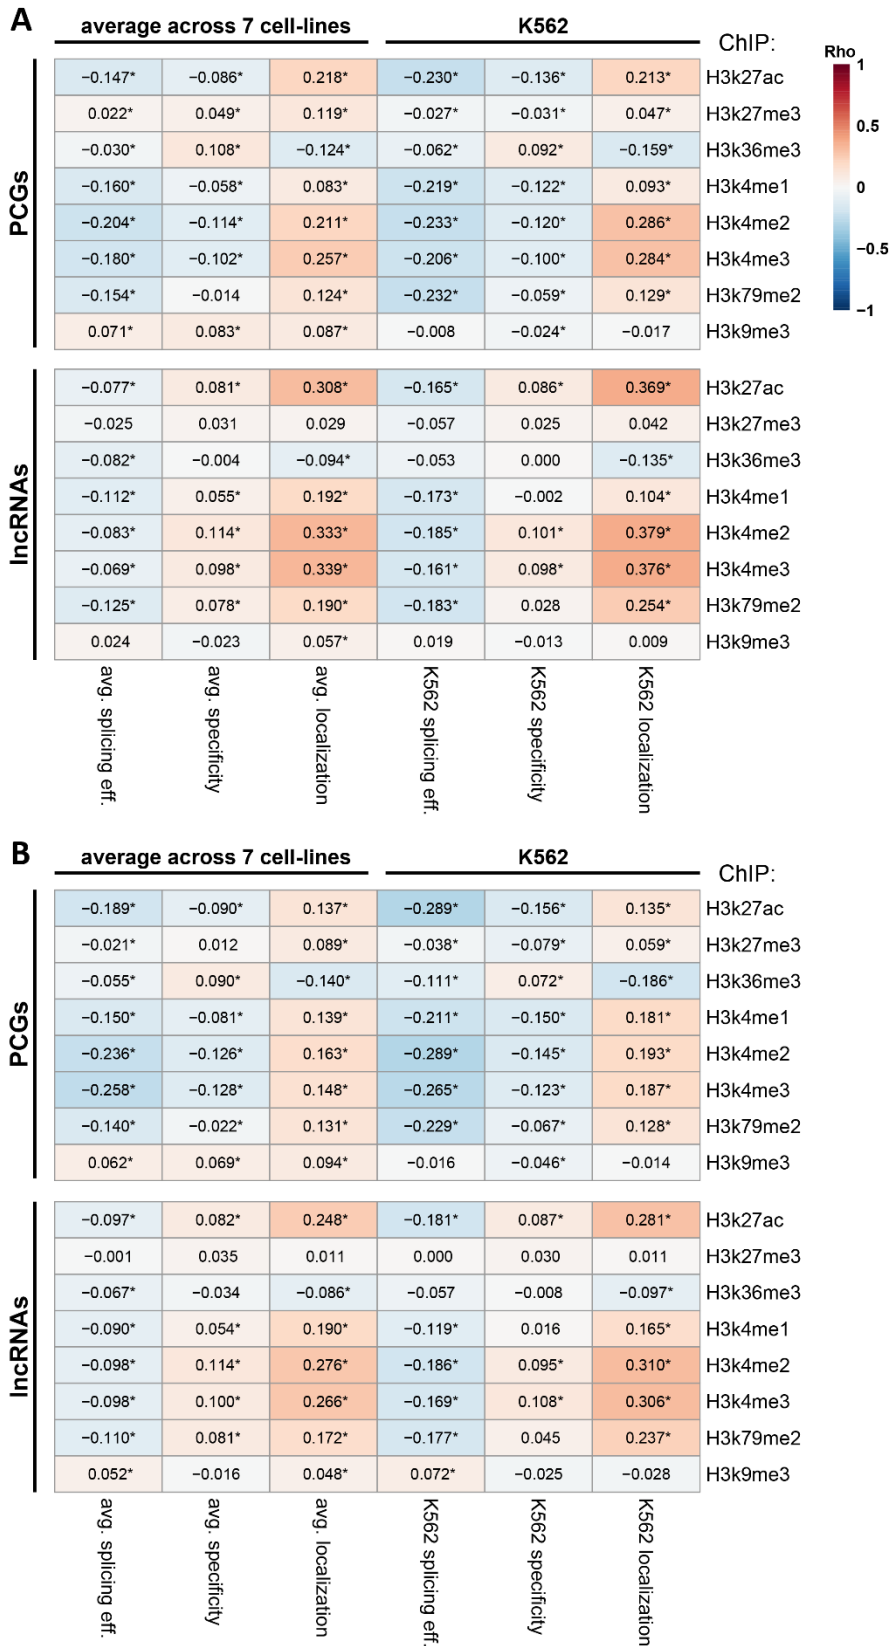 A
average across 7 cell-lines K562
ChIP:
Rho
PCGs
−0.147* −0.086* 0.218* −0.230* −0.136* 0.213* H3k27ac
0.022* 0.049* 0.119* −0.027* −0.031* 0.047* H3k27me3
−0.030* 0.108* −0.124* −0.062* 0.092* −0.159* H3k36me3
−0.160* −0.058* 0.083* −0.219* −0.122* 0.093* H3k4me1
−0.204* −0.114* 0.211* −0.233* −0.120* 0.286* H3k4me2
−0.180* −0.102* 0.257* −0.206* −0.100* 0.284* H3k4me3
−0.154* −0.014 0.124* −0.232* −0.059* 0.129* H3k79me2
0.071* 0.083* 0.087* −0.008 −0.024* −0.017 H3k9me3
1
0.5
0
−0.5
−1
lncRNAs
−0.077* 0.081* 0.308* −0.165* 0.086* 0.369* H3k27ac
−0.025 0.031 0.029 −0.057 0.025 0.042 H3k27me3
−0.082* −0.004 −0.094* −0.053 0.000 −0.135* H3k36me3
−0.112* 0.055* 0.192* −0.173* −0.002 0.104* H3k4me1
−0.083* 0.114* 0.333* −0.185* 0.101* 0.379* H3k4me2
−0.069* 0.098* 0.339* −0.161* 0.098* 0.376* H3k4me3
−0.125* 0.078* 0.190* −0.183* 0.028 0.254* H3k79me2
0.024 −0.023 0.057* 0.019 −0.013 0.009 H3k9me3
avg. splicing eff.
avg. specificity
avg. localization
K562 splicing eff.
K562 specificity
K562 localization
B
average across 7 cell-lines K562
ChIP:
PCGs
−0.189* −0.090* 0.137* −0.289* −0.156* 0.135* H3k27ac
−0.021* 0.012 0.089* −0.038* −0.079* 0.059* H3k27me3
−0.055* 0.090* −0.140* −0.111* 0.072* −0.186* H3k36me3
−0.150* −0.081* 0.139* −0.211* −0.150* 0.181* H3k4me1
−0.236* −0.126* 0.163* −0.289* −0.145* 0.193* H3k4me2
−0.258* −0.128* 0.148* −0.265* −0.123* 0.187* H3k4me3
−0.140* −0.022* 0.131* −0.229* −0.067* 0.128* H3k79me2
0.062* 0.069* 0.094* −0.016 −0.046* −0.014 H3k9me3
lncRNAs
−0.097* 0.082* 0.248* −0.181* 0.087* 0.281* H3k27ac
−0.001 0.035 0.011 0.000 0.030 0.011 H3k27me3
−0.067* −0.034 −0.086* −0.057 −0.008 −0.097* H3k36me3
−0.090* 0.054* 0.190* −0.119* 0.016 0.165* H3k4me1
−0.098* 0.114* 0.276* −0.186* 0.095* 0.310* H3k4me2
−0.098* 0.100* 0.266* −0.169* 0.108* 0.306* H3k4me3
−0.110* 0.081* 0.172* −0.177* 0.045 0.237* H3k79me2
0.052* −0.016 0.048* 0.072* −0.025 −0.028 H3k9me3
avg. splicing eff.
avg. specificity
avg. localization
K562 splicing eff.
K562 specificity
K562 localization